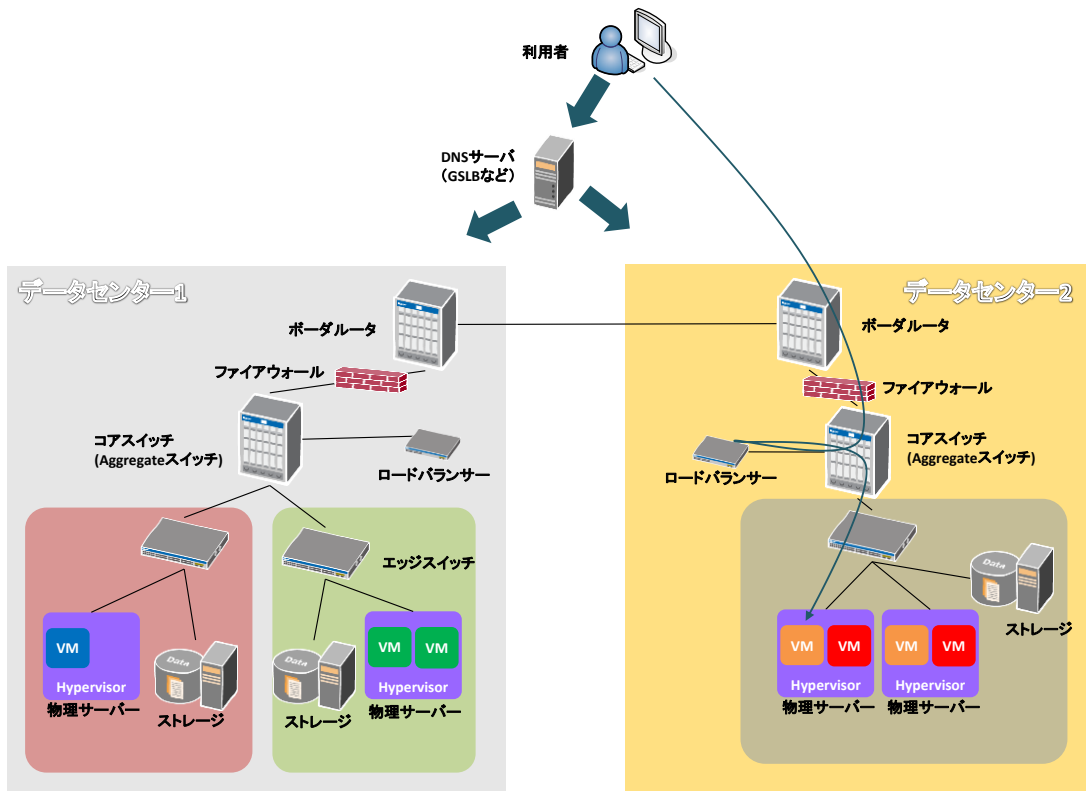 利用者
DNSサーバ
（GSLBなど）
データセンター1
データセンター2
ボーダルータ
ボーダルータ
ファイアウォール
ファイアウォール
コアスイッチ
(Aggregateスイッチ)
ロードバランサー
ロードバランサー
コアスイッチ
(Aggregateスイッチ)
エッジスイッチ
VM
Hypervisor
物理サーバー
Data
ストレージ
Data
ストレージ
VM
VM
Hypervisor
物理サーバー
Data
ストレージ
VM
VM
Hypervisor
物理サーバー
VM
VM
Hypervisor
物理サーバー